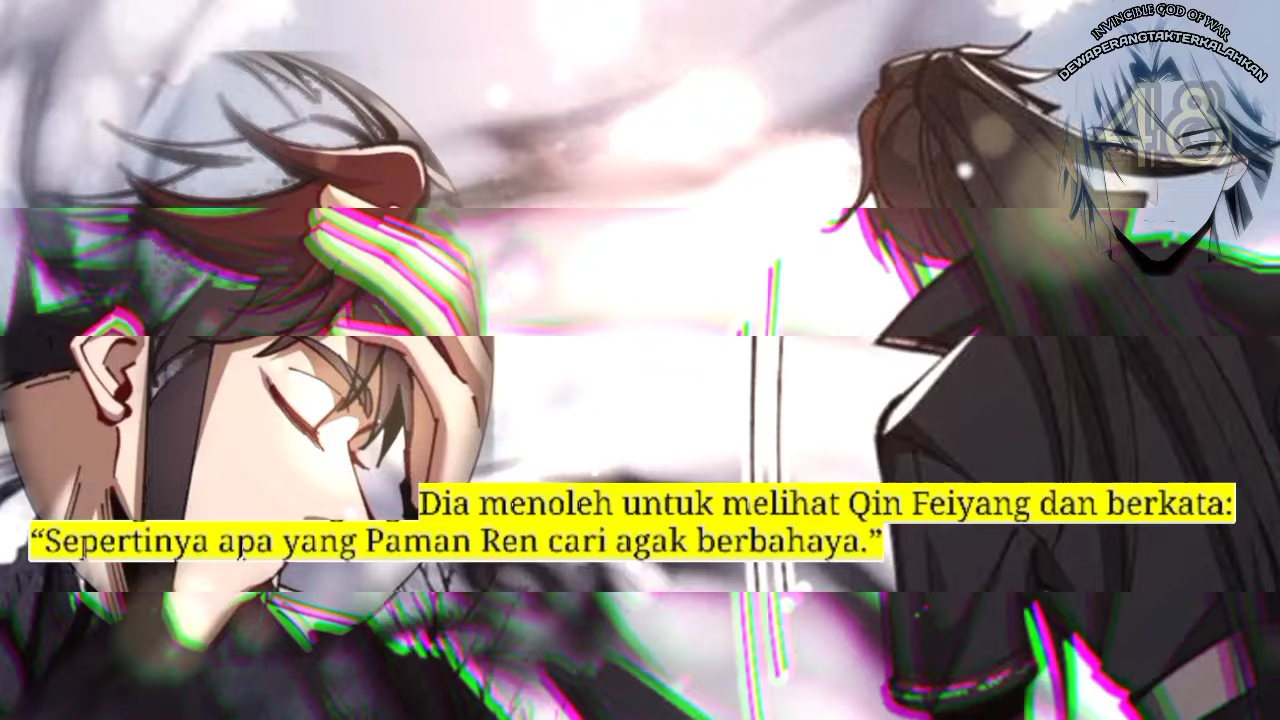 INVINCIBLE GOD OF WAR
DEWAPERANGTAKTERKALAHKAN
48
Dia menoleh untuk melihat Qin Feiyang dan berkata:
“Sepertinya apa yang Paman Ren cari agak berbahaya.”